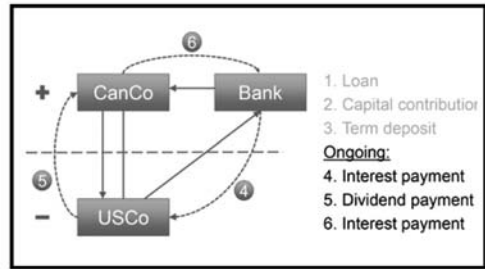 6
+
CanCo
Bank
5
4
−
USCo
1. Loan
2. Capital contribution
3. Term deposit
Ongoing:
4. Interest payment
5. Dividend payment
6. Interest payment